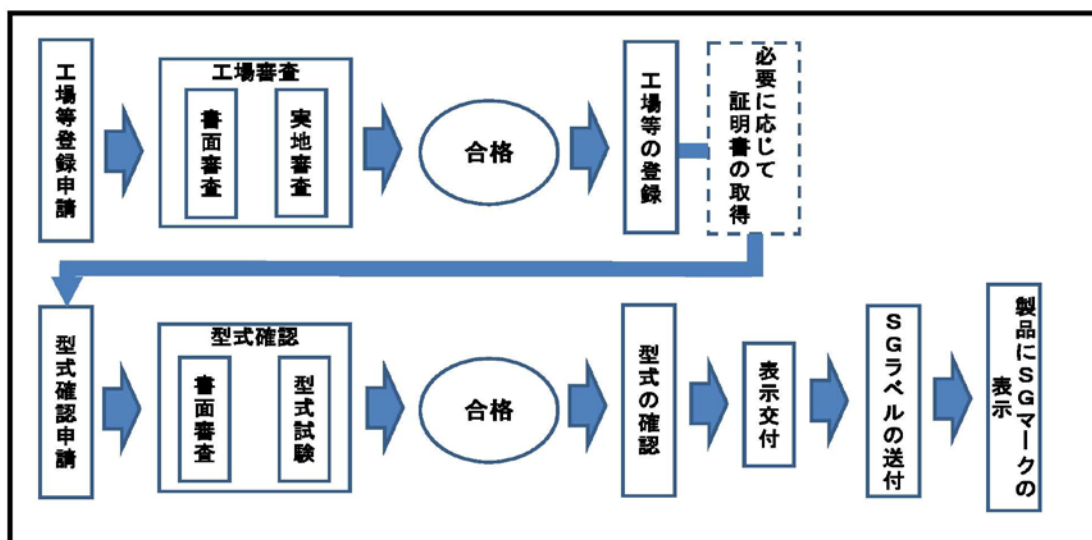 工場等登録申請
工場審査
書面審査
実地審査
合格
工場等の登録
必要に応じて
証明書の取得
型式確認申請
型式確認
書面審査
型式試験
合格
型式の確認
表示交付
SGラベルの送付
製品にSGマークの
表示